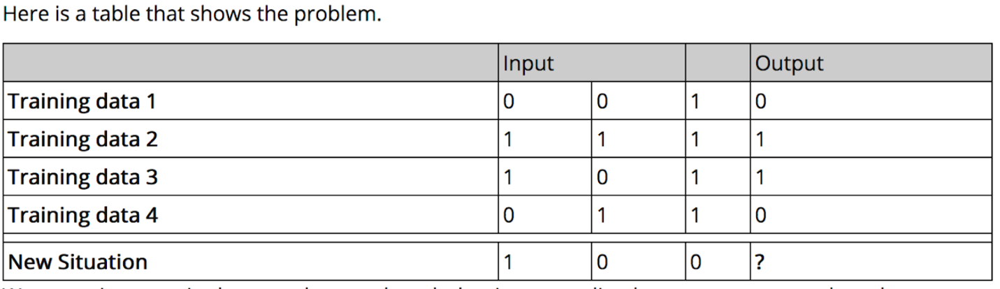 Here is a table that shows the problem.
Input Output
Training data 1 0 0 1 0
Training data 2 1 1 1 1
Training data 3 1 0 1 1
Training data 4 0 1 1 0
New Situation 1 0 0 ?